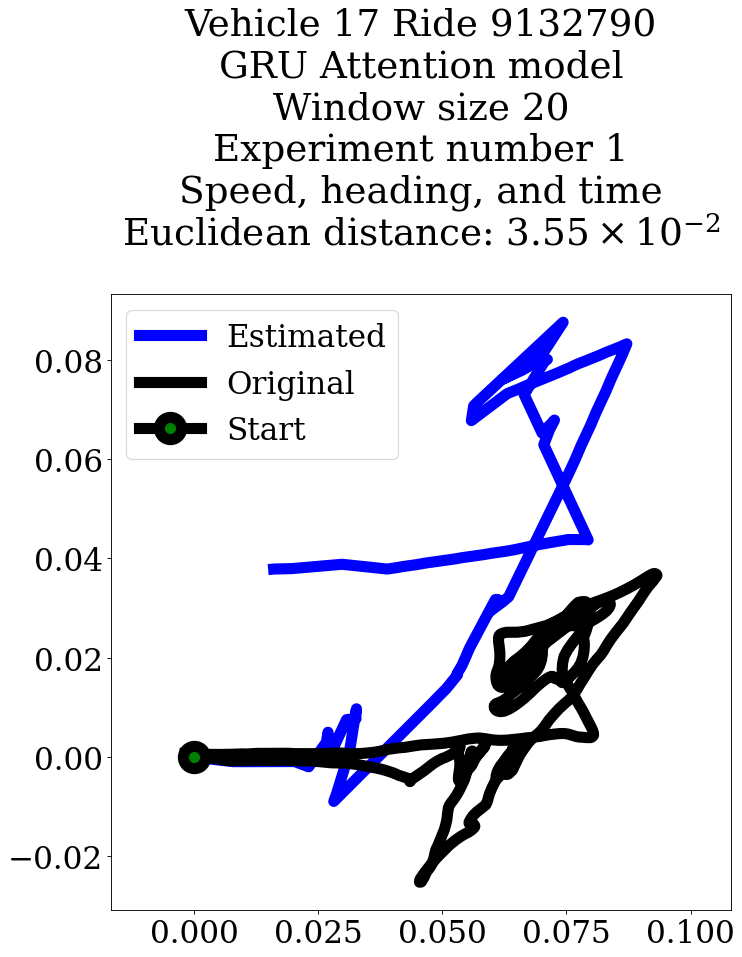 Vehicle 17 Ride 9132790
GRU Attention model
Window size 20
Experiment number 1
Speed, heading, and time
Euclidean distance: 3.55 × 10⁻²
Estimated
Original
Start
0.08
0.06
0.04
0.02
0.00
−0.02
0.000 0.025 0.050 0.075 0.100